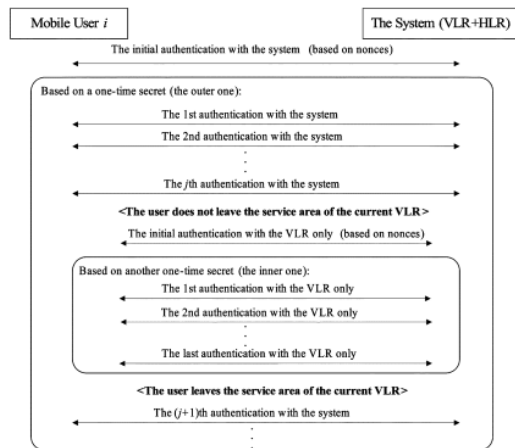 Mobile User i
The System (VLR+HLR)
The initial authentication with the system (based on nonces)
Based on a one-time secret (the outer one):
The 1st authentication with the system
The 2nd authentication with the system
The jth authentication with the system
<The user does not leave the service area of the current VLR>
The initial authentication with the VLR only (based on nonces)
Based on another one-time secret (the inner one):
The 1st authentication with the VLR only
The 2nd authentication with the VLR only
The last authentication with the VLR only
<The user leaves the service area of the current VLR>
The (j+1)th authentication with the system